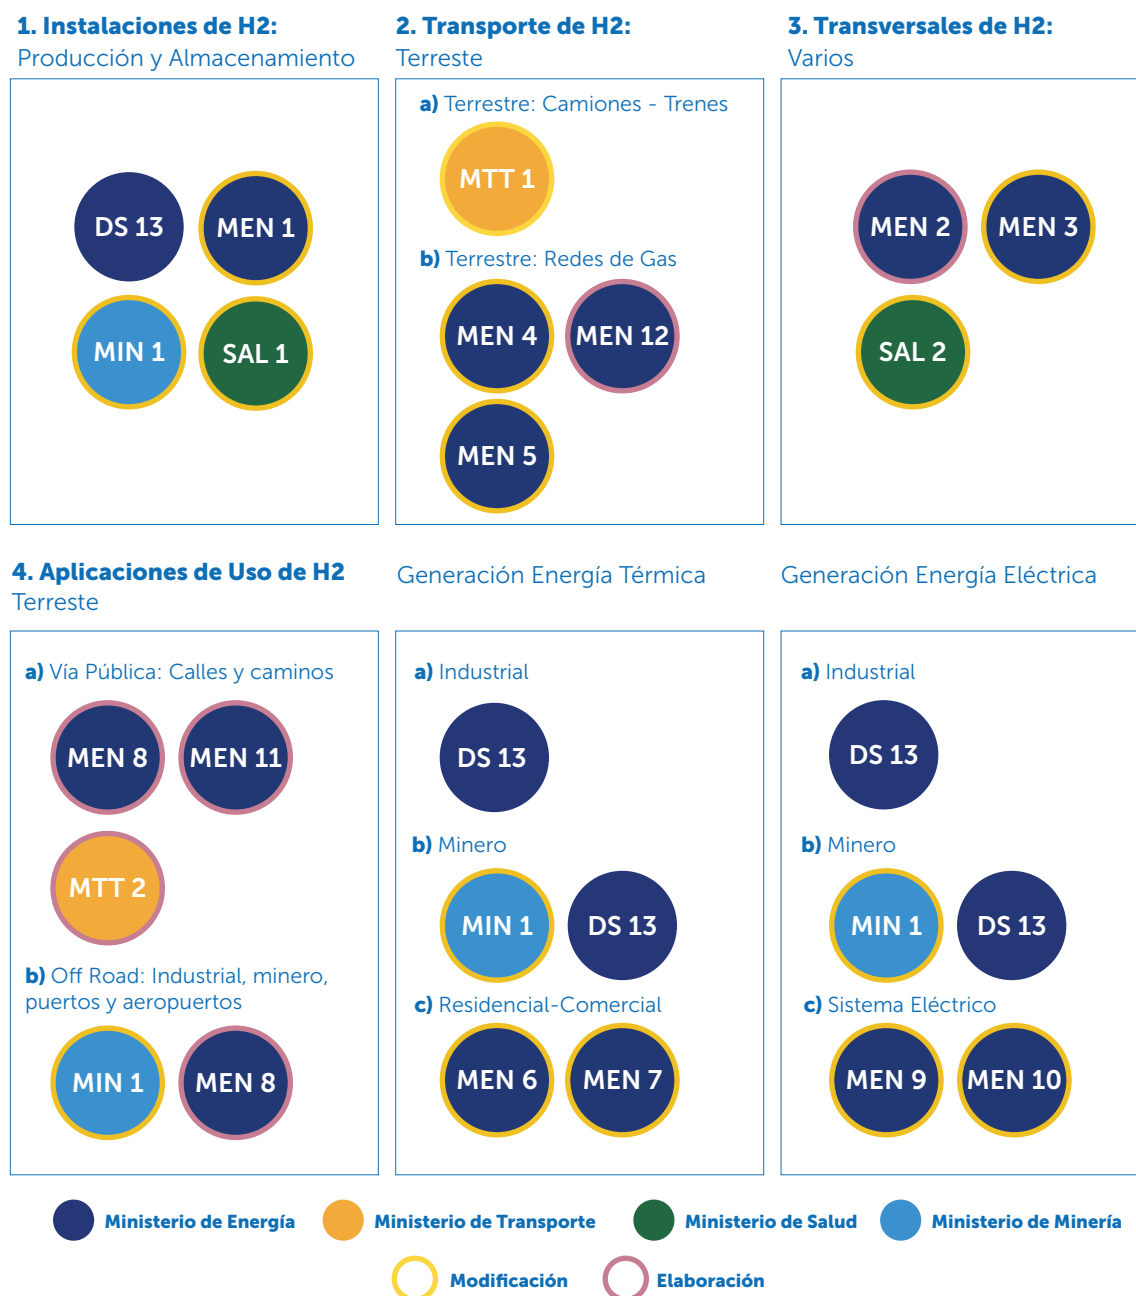 1. Instalaciones de H2:
Producción y Almacenamiento
DS 13
MEN 1
MIN 1
SAL 1
2. Transporte de H2:
Terreste
a) Terrestre: Camiones - Trenes
MTT 1
b) Terrestre: Redes de Gas
MEN 4
MEN 12
MEN 5
3. Transversales de H2:
Varios
MEN 2
MEN 3
SAL 2
4. Aplicaciones de Uso de H2
Terreste
a) Vía Pública: Calles y caminos
MEN 8
MEN 11
MTT 2
b) Off Road: Industrial, minero,
puertos y aeropuertos
MIN 1
MEN 8
Generación Energía Térmica
a) Industrial
DS 13
b) Minero
MIN 1
DS 13
c) Residencial-Comercial
MEN 6
MEN 7
Generación Energía Eléctrica
a) Industrial
DS 13
b) Minero
MIN 1
DS 13
c) Sistema Eléctrico
MEN 9
MEN 10
Ministerio de Energía
Ministerio de Transporte
Ministerio de Salud
Ministerio de Minería
Modificación
Elaboración